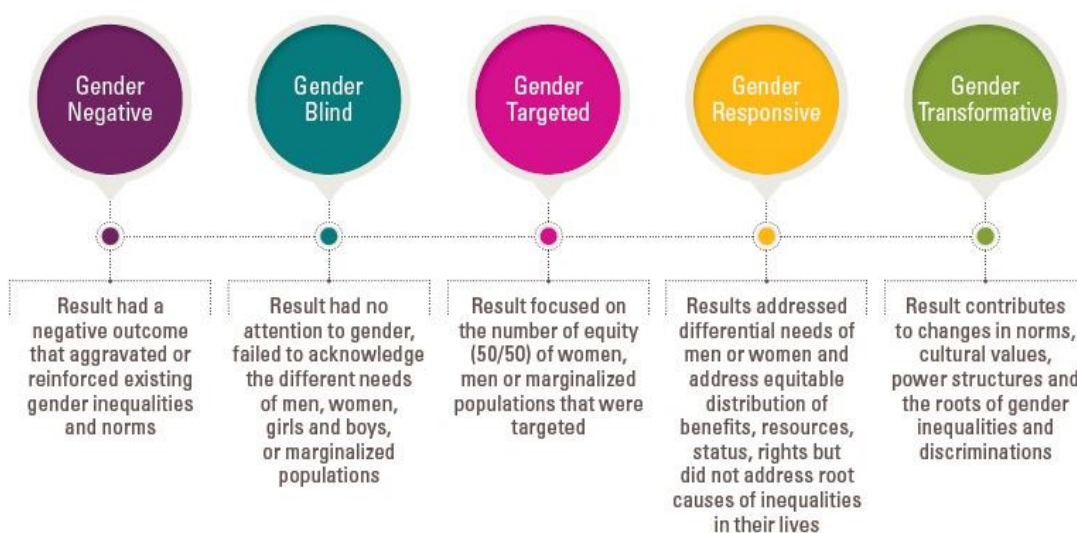 Gender
Negative
Gender
Blind
Gender
Targeted
Gender
Responsive
Gender
Transformative
Result had a
negative outcome
that aggravated or
reinforced existing
gender inequalities
and norms
Result had no
attention to gender,
failed to acknowledge
the different needs
of men, women,
girls and boys,
or marginalized
populations
Result focused on
the number of equity
(50/50) of women,
men or marginalized
populations that were
targeted
Results addressed
differential needs of
men or women and
address equitable
distribution of
benefits, resources,
status, rights but
did not address root
causes of inequalities
in their lives
Result contributes
to changes in norms,
cultural values,
power structures and
the roots of gender
inequalities and
discriminations